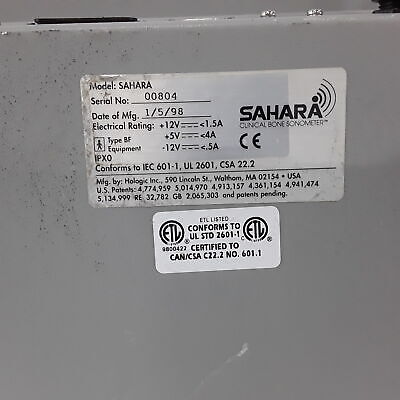 Model: SAHARA
Serial No: 00804
Date of Mfg. 1/5/98
Electrical Rating: +12V ⎓ <1.5A
Type BF Equipment +5V ⎓ <4A
-12V ⎓ <.5A
IPX0
SAHARA
CLINICAL BONE SONOMETER™
CE
Conforms to IEC 601-1, UL 2601, CSA 22.2
Mfg. by: Hologic Inc., 590 Lincoln St., Waltham, MA 02154 • USA
U.S. Patents: 4,774,959 5,014,970 4,913,157 4,361,154 4,941,474
5,134,999 RE 32,782 GB 2,065,303 and patents pending.
ETL LISTED
CONFORMS TO
UL STD 2601-1
ETL
9800422
CERTIFIED TO
CAN/CSA C22.2 NO. 601.1
ETL